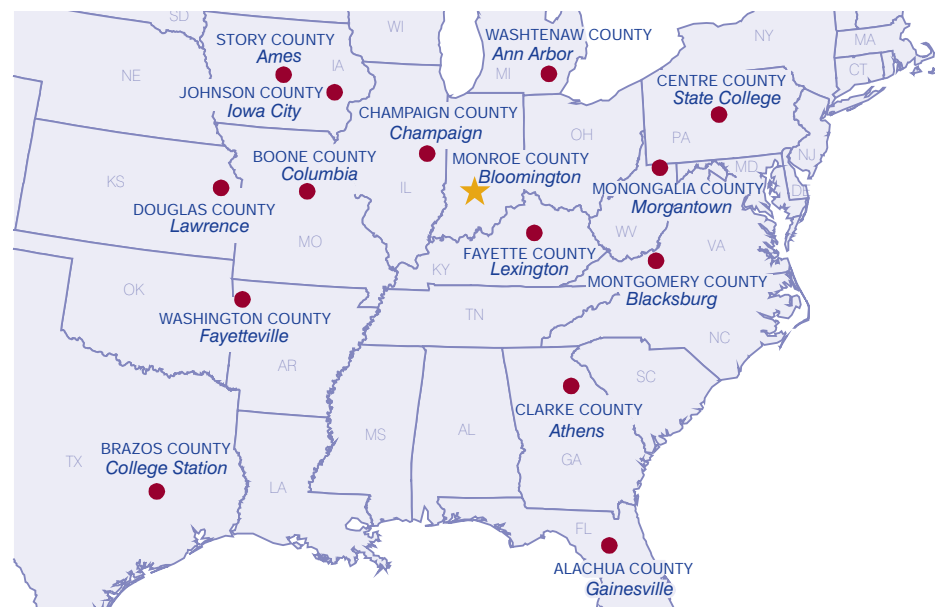 SD
WI
NY
STORY COUNTY
Ames
IA
WASHTENAW COUNTY
Ann Arbor
MI
MA
CT
NE
JOHNSON COUNTY
Iowa City
CENTRE COUNTY
State College
PA
CHAMPAIGN COUNTY
Champaign
OH
NJ
BOONE COUNTY
Columbia
MONROE COUNTY
Bloomington
MD
DE
KS
IL
MONONGALIA COUNTY
Morgantown
DOUGLAS COUNTY
Lawrence
MO
WV
VA
FAYETTE COUNTY
Lexington
KY
MONTGOMERY COUNTY
Blacksburg
OK
WASHINGTON COUNTY
Fayetteville
TN
NC
AR
SC
CLARKE COUNTY
Athens
MS
AL
GA
BRAZOS COUNTY
College Station
TX
LA
FL
ALACHUA COUNTY
Gainesville